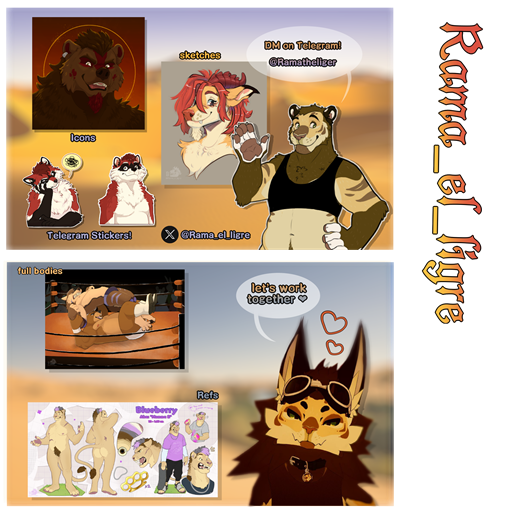 DM on Telegram!
@Ramatheliger
sketches
Icons
Telegram Stickers!
@Rama_el_ligre
Rama_el_ligre
full bodies
let's work
together ❤
Refs
Blueberry